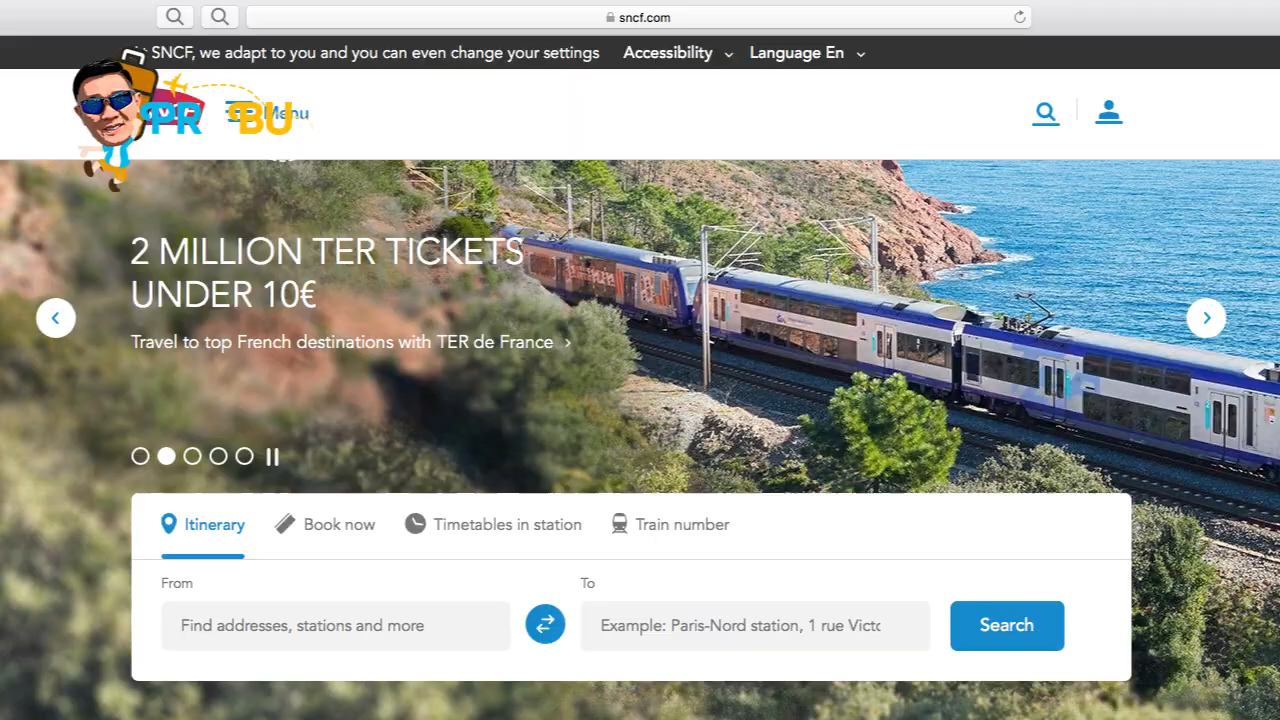 sncf.com
SNCF, we adapt to you and you can even change your settings
Accessibility
Language En
PR BU
Menu
2 MILLION TER TICKETS
UNDER 10€
Travel to top French destinations with TER de France
Itinerary
Book now
Timetables in station
Train number
From
To
Find addresses, stations and more
Example: Paris-Nord station, 1 rue Victo
Search